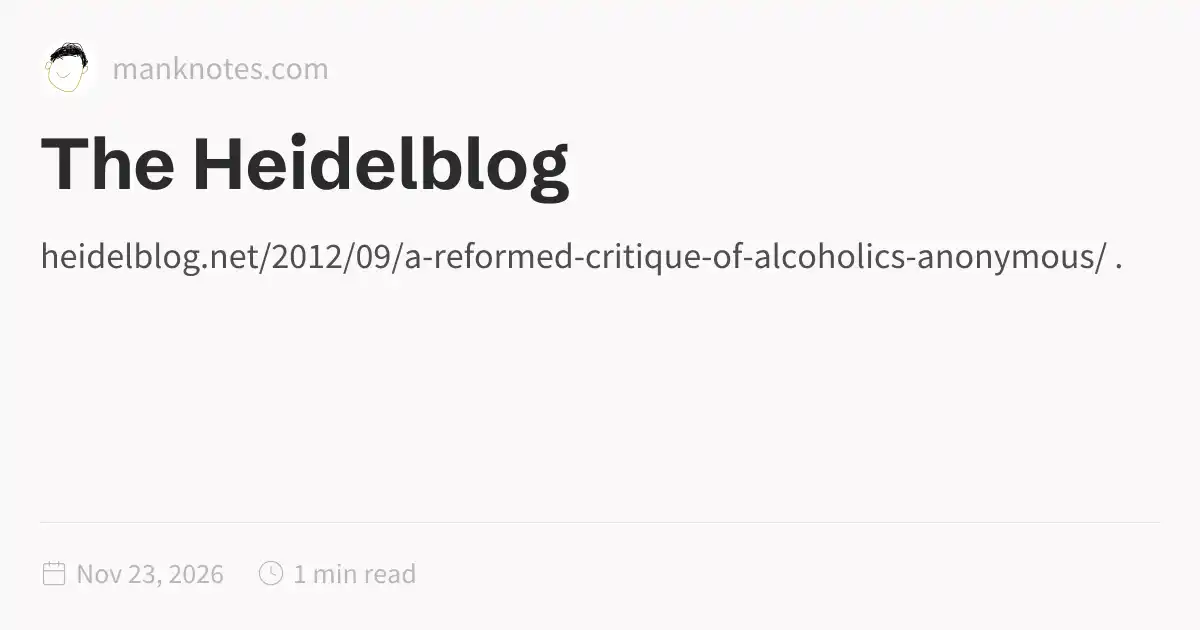 manknotes.com
The Heidelblog
heidelblog.net/2012/09/a-reformed-critique-of-alcoholics-anonymous/ .
Nov 23, 2026 1 min read